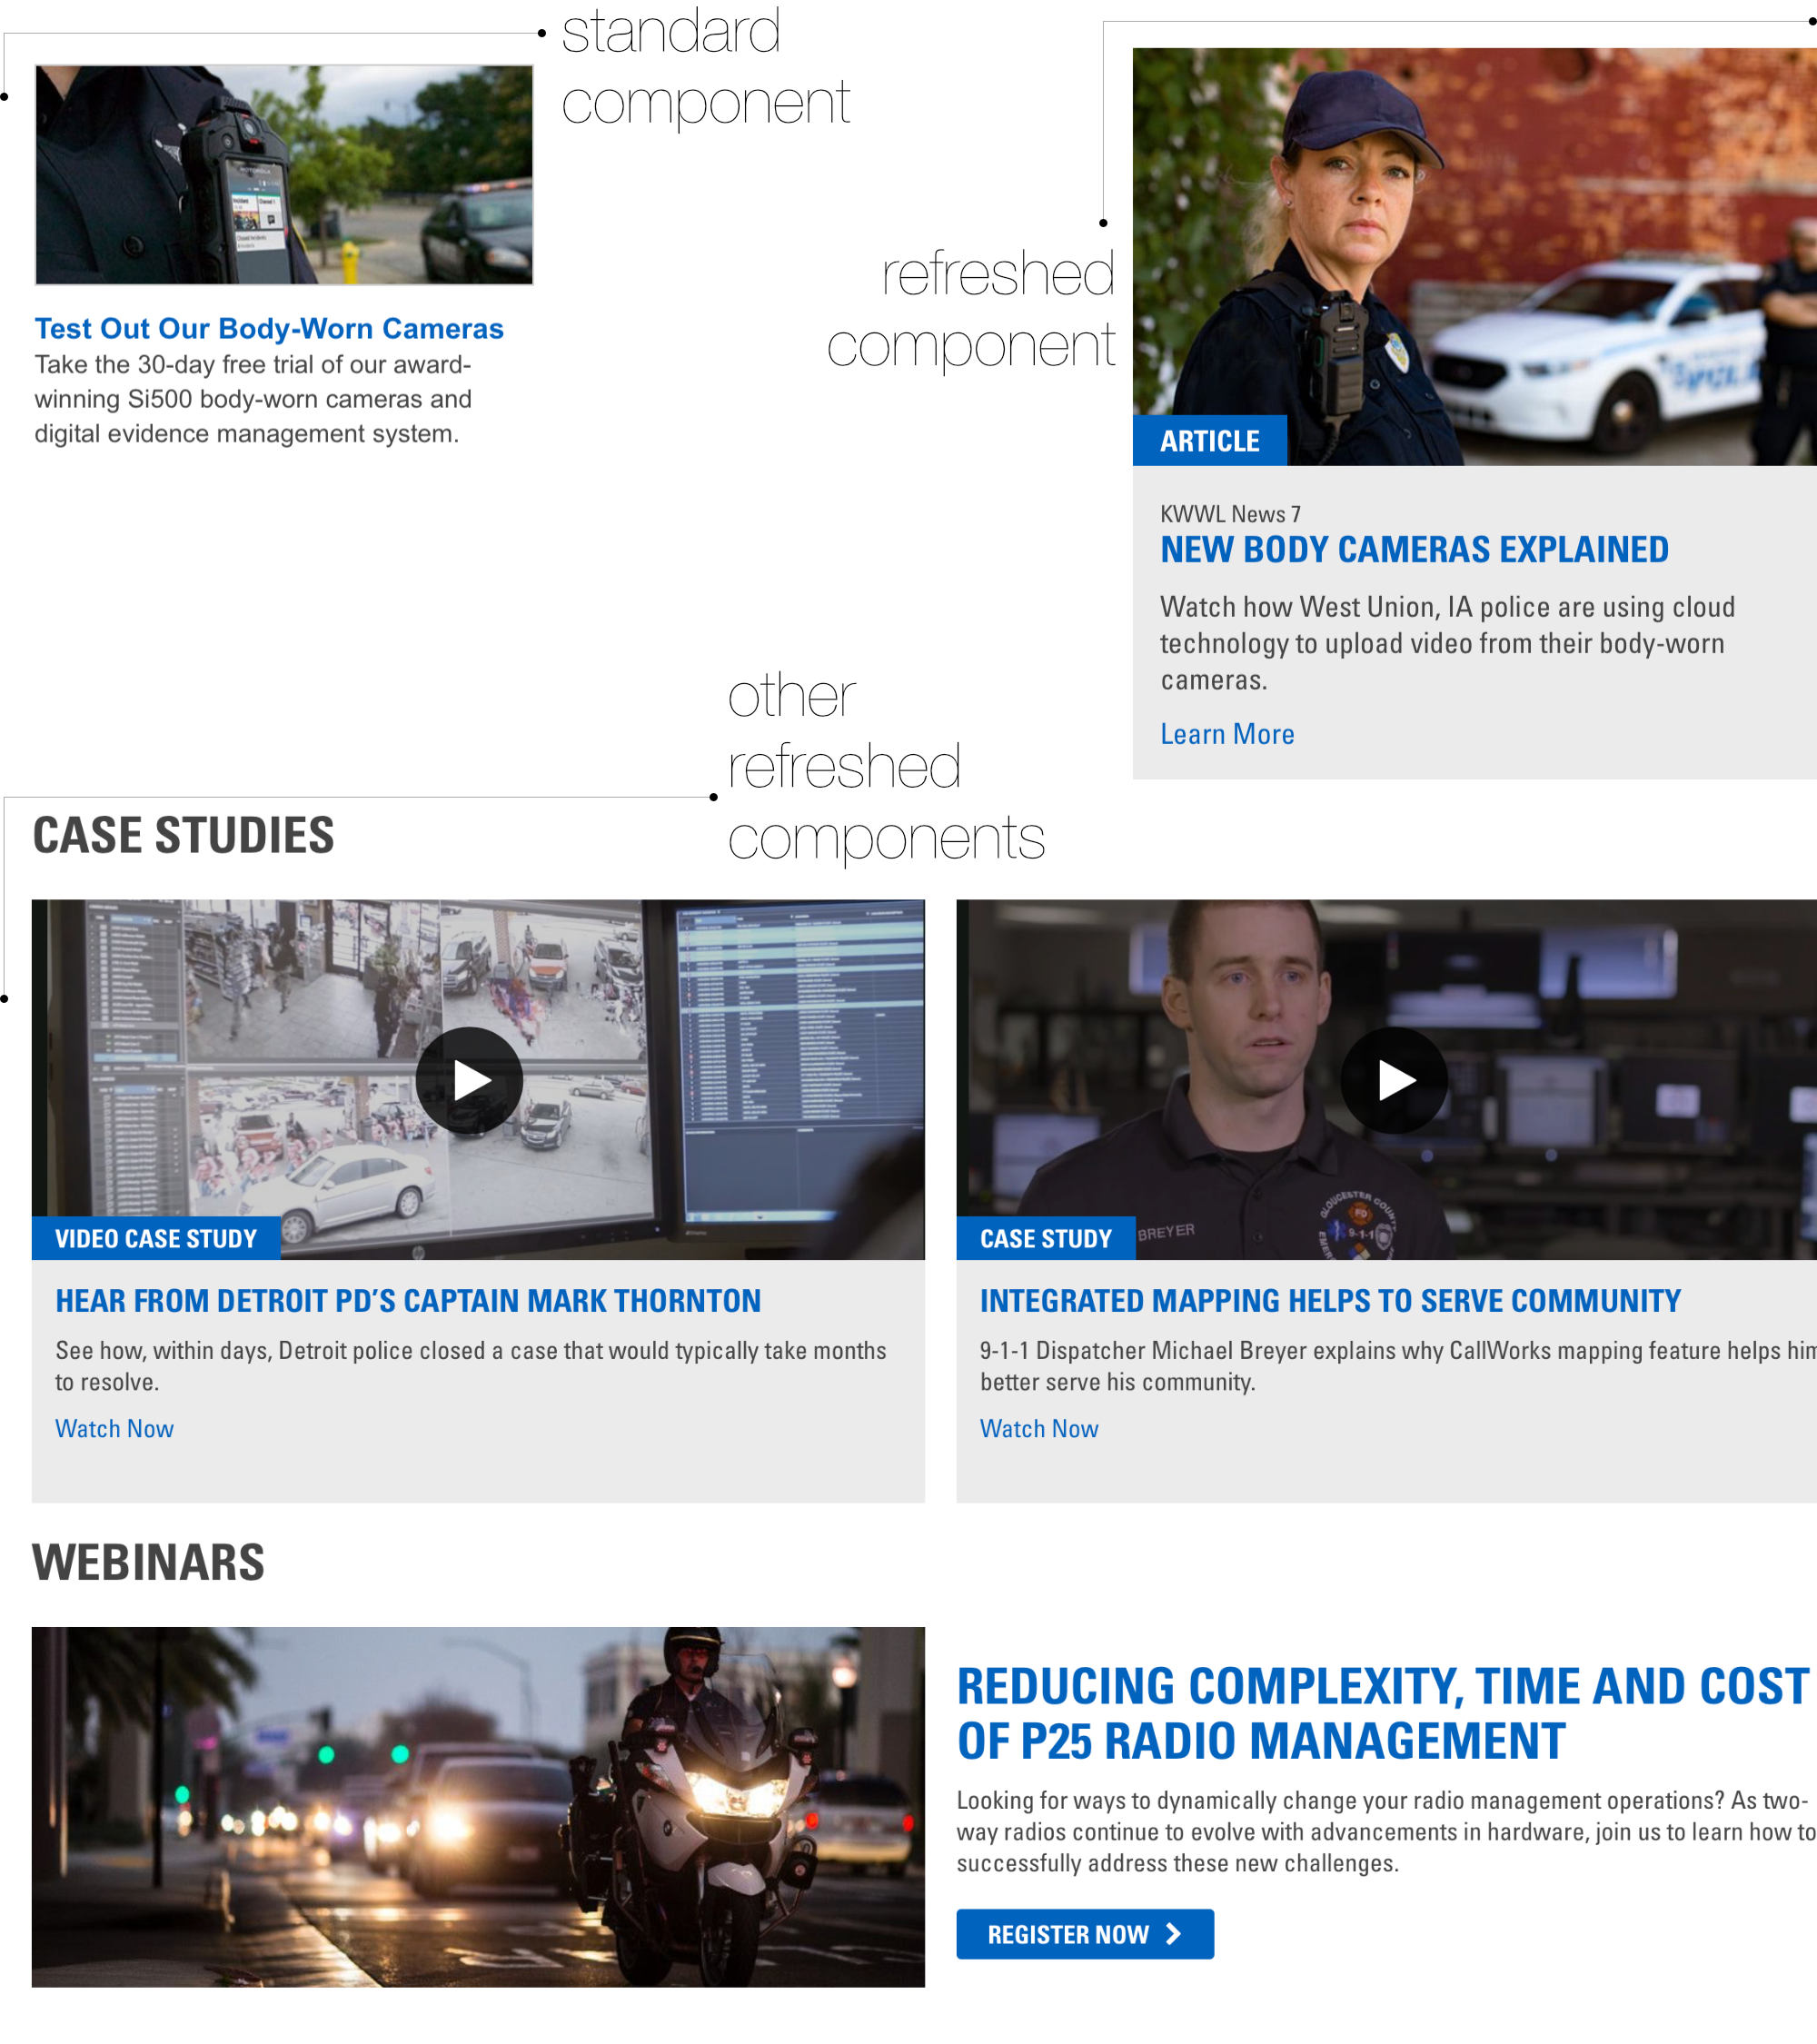 standard
component
MOTOROLA
Test Out Our Body-Worn Cameras
Take the 30-day free trial of our award-
winning Si500 body-worn cameras and
digital evidence management system.
refreshed
component
ARTICLE
KWWL News 7
NEW BODY CAMERAS EXPLAINED
Watch how West Union, IA police are using cloud
technology to upload video from their body-worn
cameras.
Learn More
other
refreshed
components
CASE STUDIES
VIDEO CASE STUDY
HEAR FROM DETROIT PD’S CAPTAIN MARK THORNTON
See how, within days, Detroit police closed a case that would typically take months
to resolve.
Watch Now
BREYER
GLOUCESTER COUNTY
9-1-1
CASE STUDY
INTEGRATED MAPPING HELPS TO SERVE COMMUNITY
9-1-1 Dispatcher Michael Breyer explains why CallWorks mapping feature helps him
better serve his community.
Watch Now
WEBINARS
REDUCING COMPLEXITY, TIME AND COST
OF P25 RADIO MANAGEMENT
Looking for ways to dynamically change your radio management operations? As two-
way radios continue to evolve with advancements in hardware, join us to learn how to
successfully address these new challenges.
REGISTER NOW